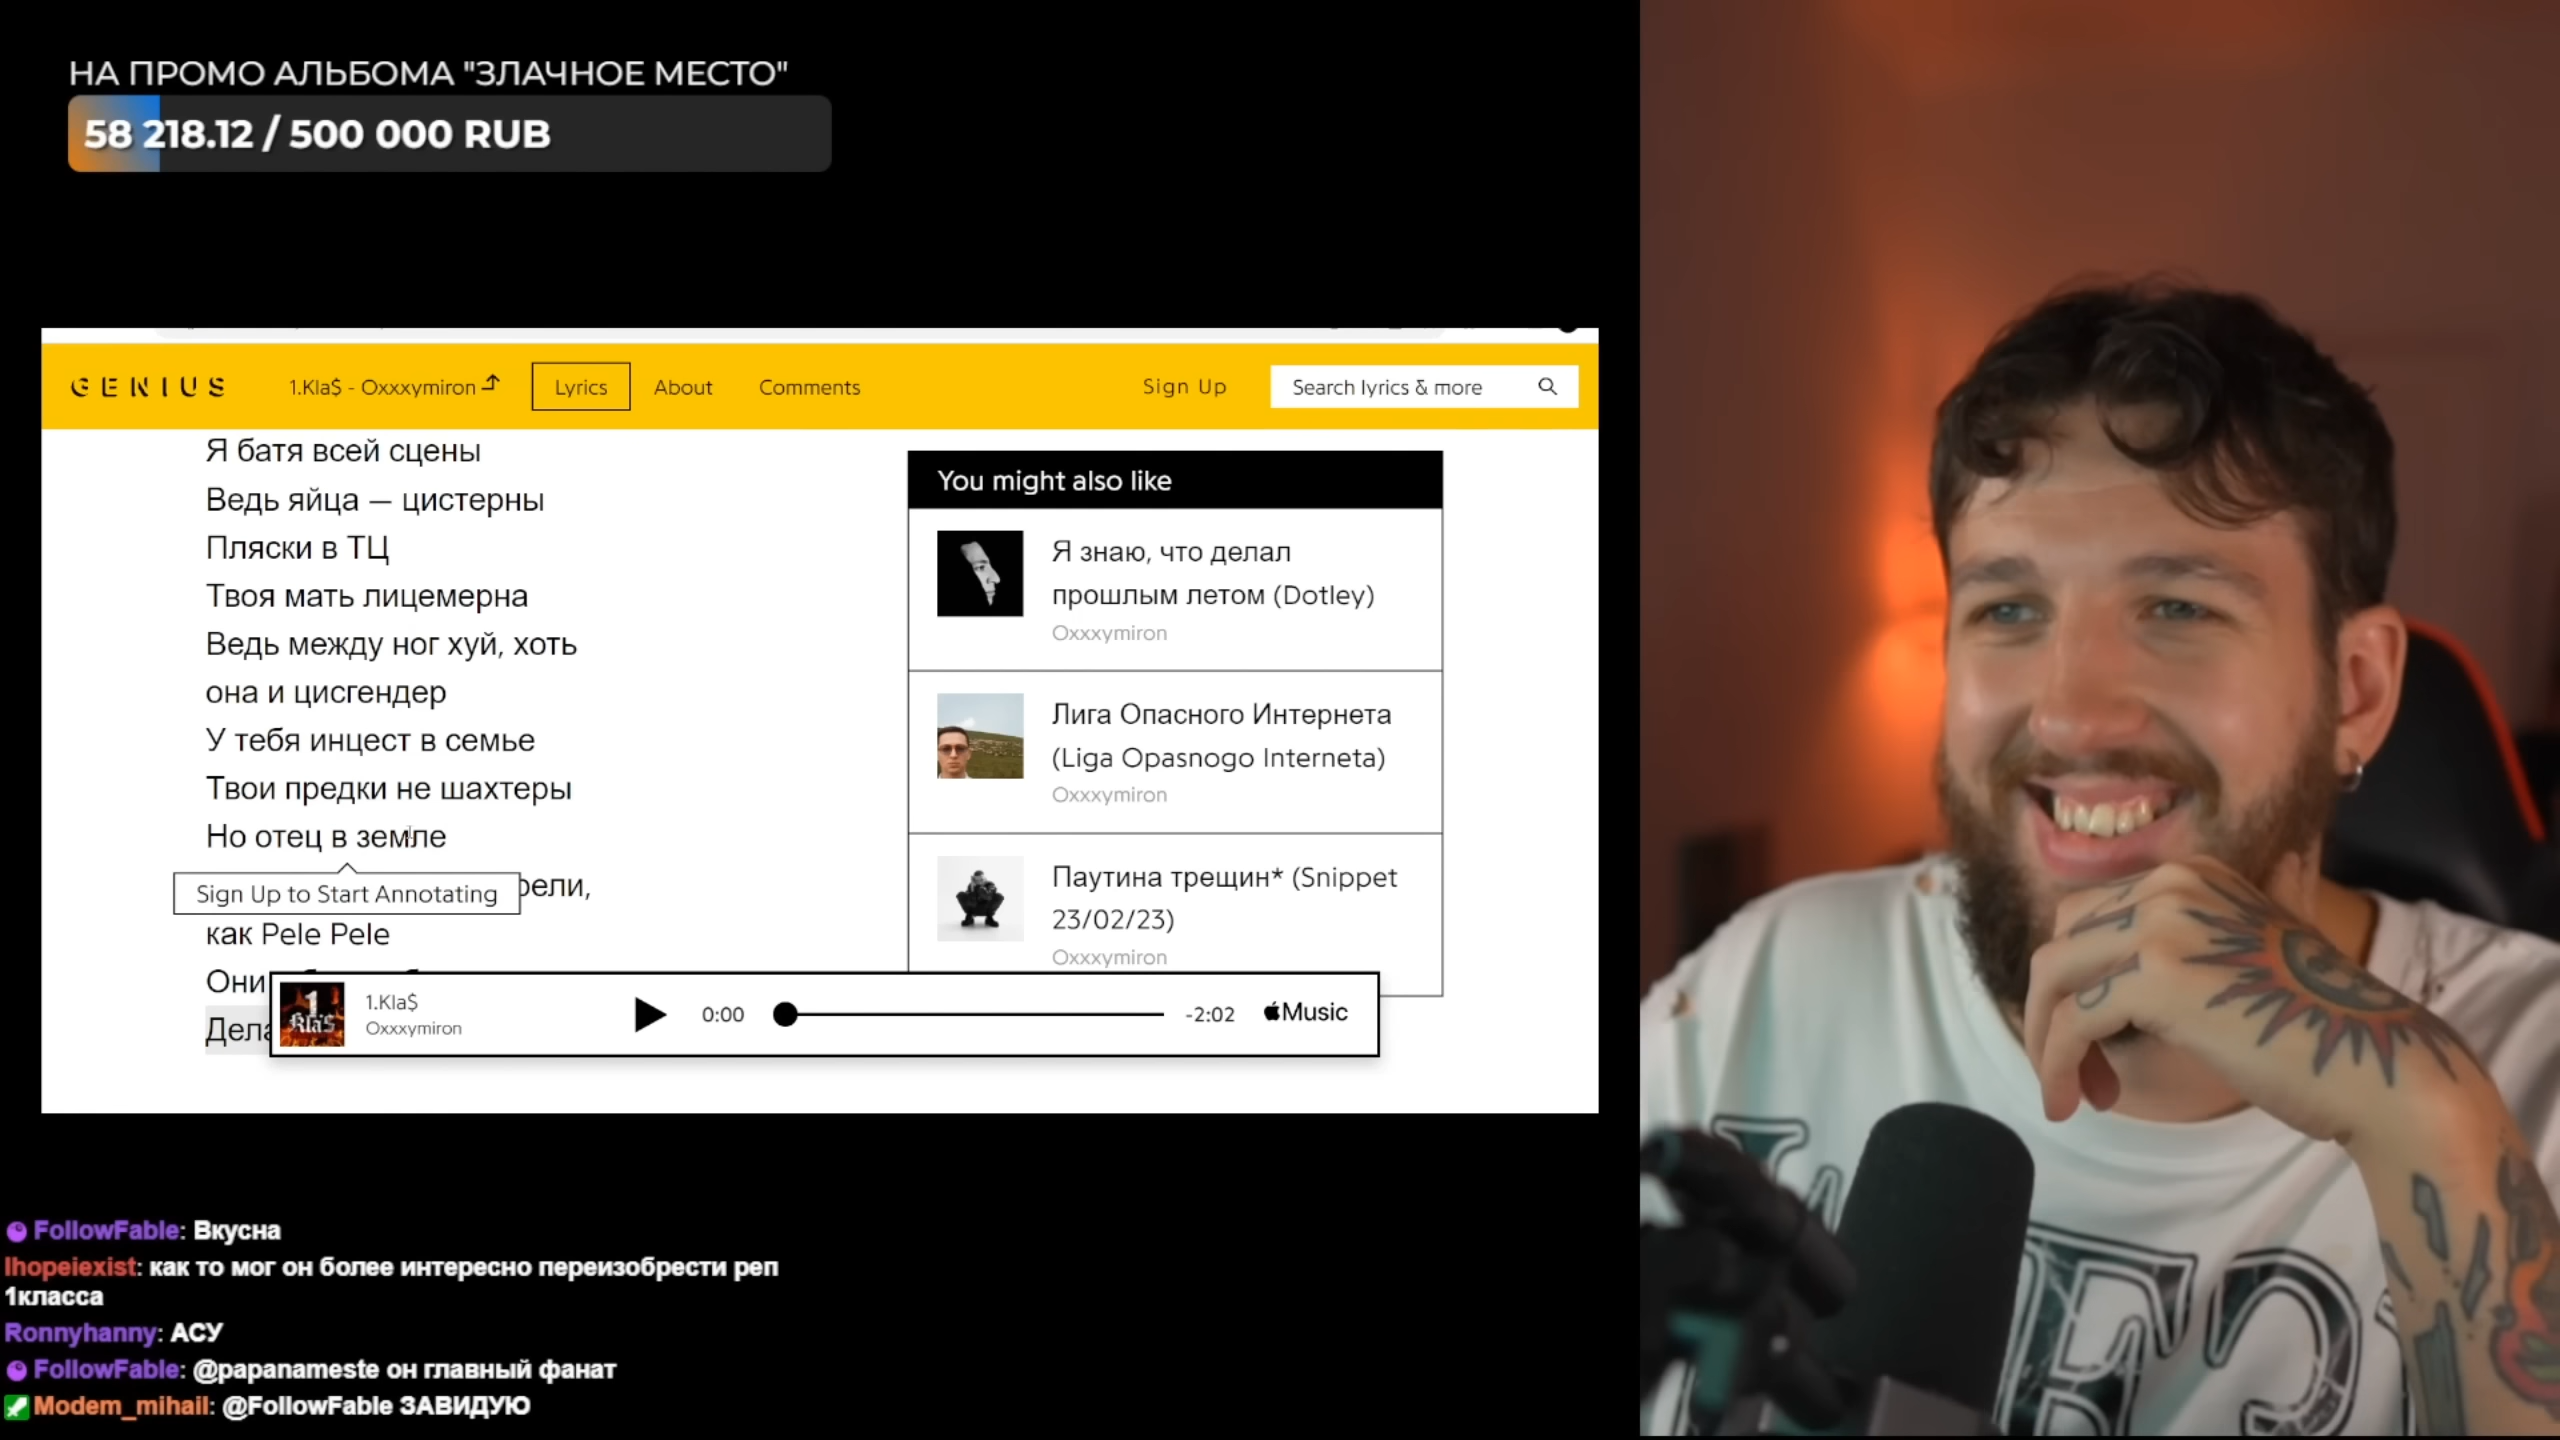 НА ПРОМО АЛЬБОМА "ЗЛАЧНОЕ МЕСТО"
58 218.12 / 500 000 RUB
GENIUS
1.Kla$ - Oxxxymiron
Lyrics
About
Comments
Sign Up
Search lyrics & more
Я батя всей сцены
Ведь яйца — цистерны
Пляски в ТЦ
Твоя мать лицемерна
Ведь между ног хуй, хоть
она и цисгендер
У тебя инцест в семье
Твои предки не шахтеры
Но отец в земле
Sign Up to Start Annotating
как Pele Pele
Они
You might also like
Я знаю, что делал
прошлым летом (Dotley)
Oxxxymiron
Лига Опасного Интернета
(Liga Opasnogo Interneta)
Oxxxymiron
Паутина трещин* (Snippet
23/02/23)
Oxxxymiron
1
Kla$
1.Kla$
Oxxxymiron
0:00
-2:02
Music
FollowFable: Вкусна
Ihopeiexist: как то мог он более интересно переизобрести реп
1класса
Ronnyhanny: АСУ
FollowFable: @papanameste он главный фанат
Modem_mihail: @FollowFable ЗАВИДУЮ